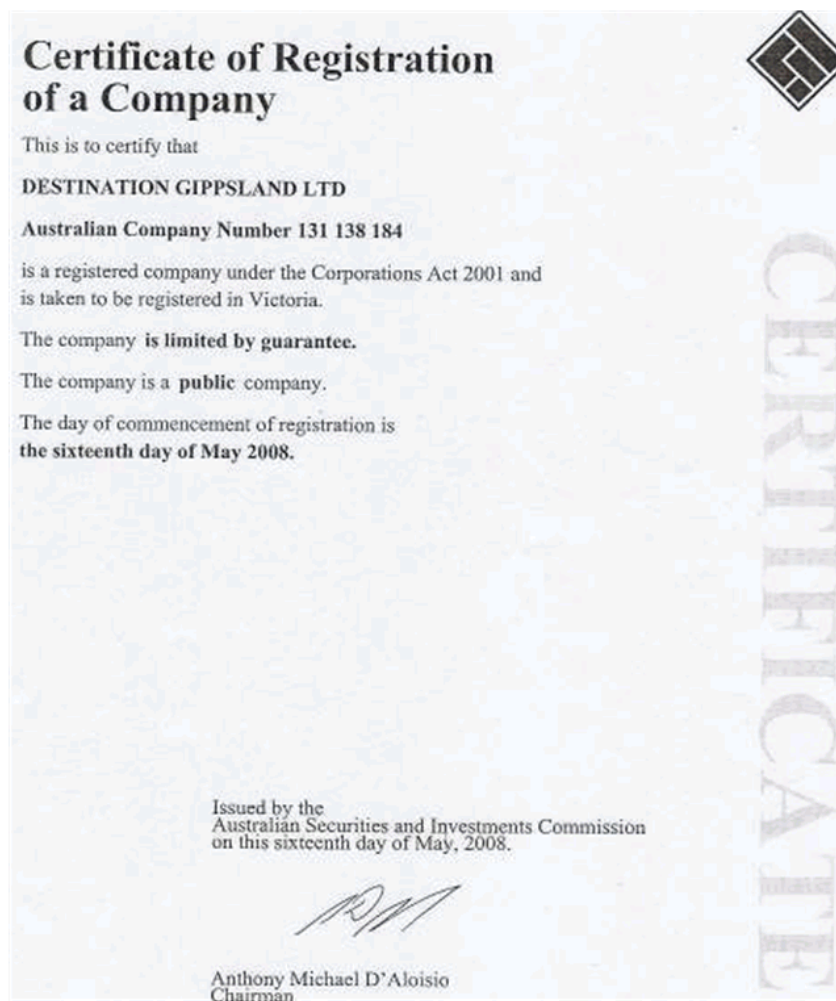 Certificate of Registration
of a Company
This is to certify that
DESTINATION GIPPSLAND LTD
Australian Company Number 131 138 184
is a registered company under the Corporations Act 2001 and
is taken to be registered in Victoria.
The company is limited by guarantee.
The company is a public company.
The day of commencement of registration is
the sixteenth day of May 2008.
Issued by the
Australian Securities and Investments Commission
on this sixteenth day of May, 2008.
Anthony Michael D'Aloisio
Chairman
CERTIFICATE